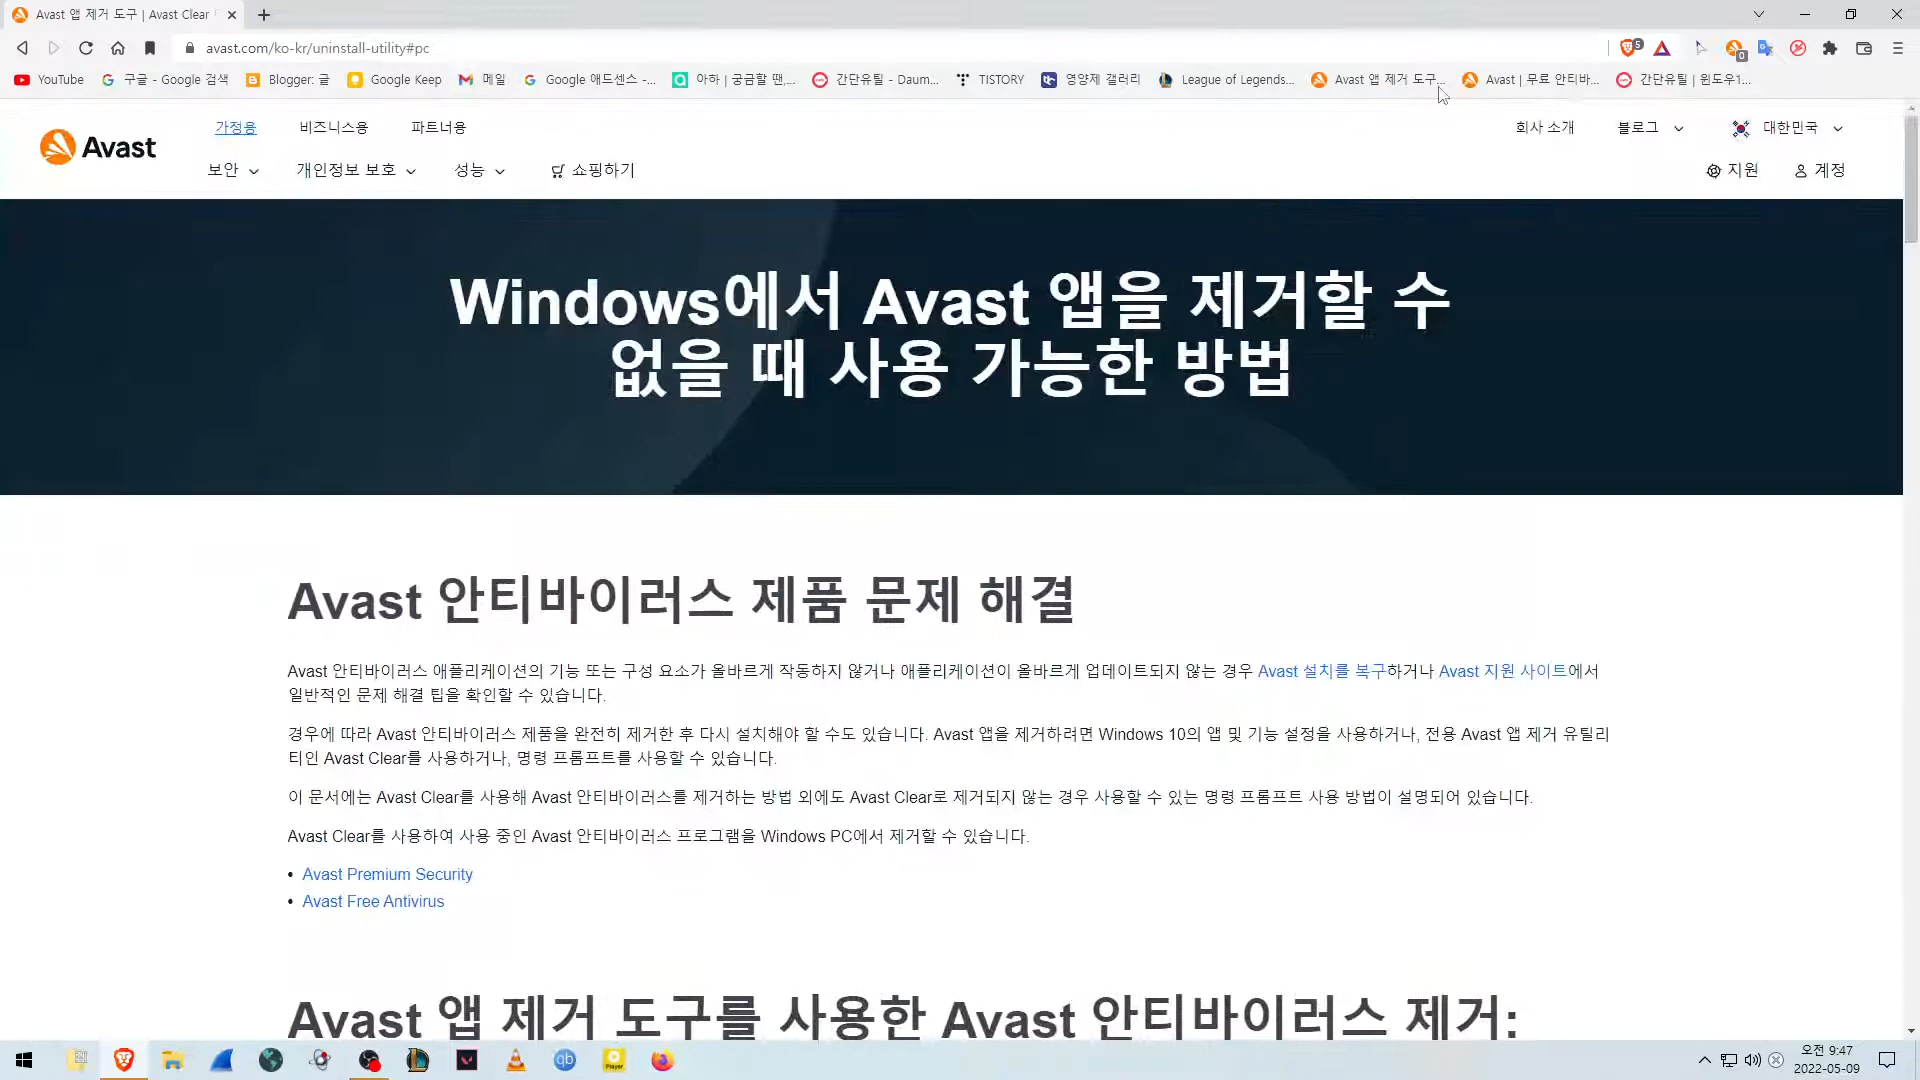 Avast 앱 제거 도구 | Avast Clear
avast.com/ko-kr/uninstall-utility#pc
5
0
YouTube
구글 - Google 검색
Blogger: 글
Google Keep
메일
Google 애드센스 -...
아하 | 궁금할 땐,...
간단유틸 - Daum...
TISTORY
영양제 갤러리
League of Legends...
Avast 앱 제거 도구...
Avast | 무료 안티바...
간단유틸 | 윈도우1...
Avast
가정용
비즈니스용
파트너용
회사 소개
블로그
대한민국
보안
개인정보 보호
성능
쇼핑하기
지원
계정
Windows에서 Avast 앱을 제거할 수
없을 때 사용 가능한 방법
Avast 안티바이러스 제품 문제 해결
Avast 안티바이러스 애플리케이션의 기능 또는 구성 요소가 올바르게 작동하지 않거나 애플리케이션이 올바르게 업데이트되지 않는 경우 Avast 설치를 복구하거나 Avast 지원 사이트에서
일반적인 문제 해결 팁을 확인할 수 있습니다.
경우에 따라 Avast 안티바이러스 제품을 완전히 제거한 후 다시 설치해야 할 수도 있습니다. Avast 앱을 제거하려면 Windows 10의 앱 및 기능 설정을 사용하거나, 전용 Avast 앱 제거 유틸리
티인 Avast Clear를 사용하거나, 명령 프롬프트를 사용할 수 있습니다.
이 문서에는 Avast Clear를 사용해 Avast 안티바이러스를 제거하는 방법 외에도 Avast Clear로 제거되지 않는 경우 사용할 수 있는 명령 프롬프트 사용 방법이 설명되어 있습니다.
Avast Clear를 사용하여 사용 중인 Avast 안티바이러스 프로그램을 Windows PC에서 제거할 수 있습니다.
• Avast Premium Security
• Avast Free Antivirus
Avast 앱 제거 도구를 사용한 Avast 안티바이러스 제거:
qb
Player
오전 9:47
2022-05-09